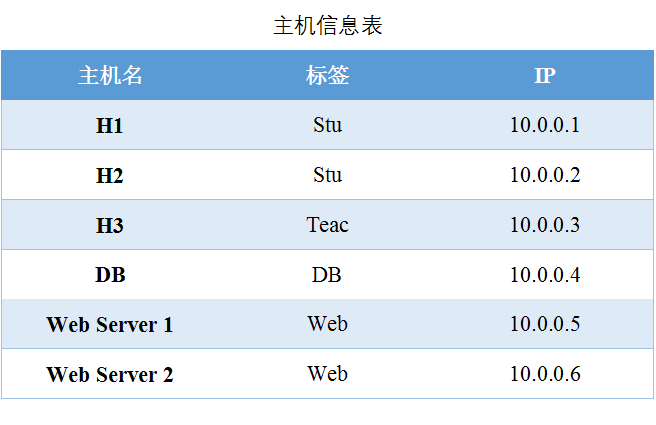 主机信息表
主机名 标签 IP
H1 Stu 10.0.0.1
H2 Stu 10.0.0.2
H3 Teac 10.0.0.3
DB DB 10.0.0.4
Web Server 1 Web 10.0.0.5
Web Server 2 Web 10.0.0.6